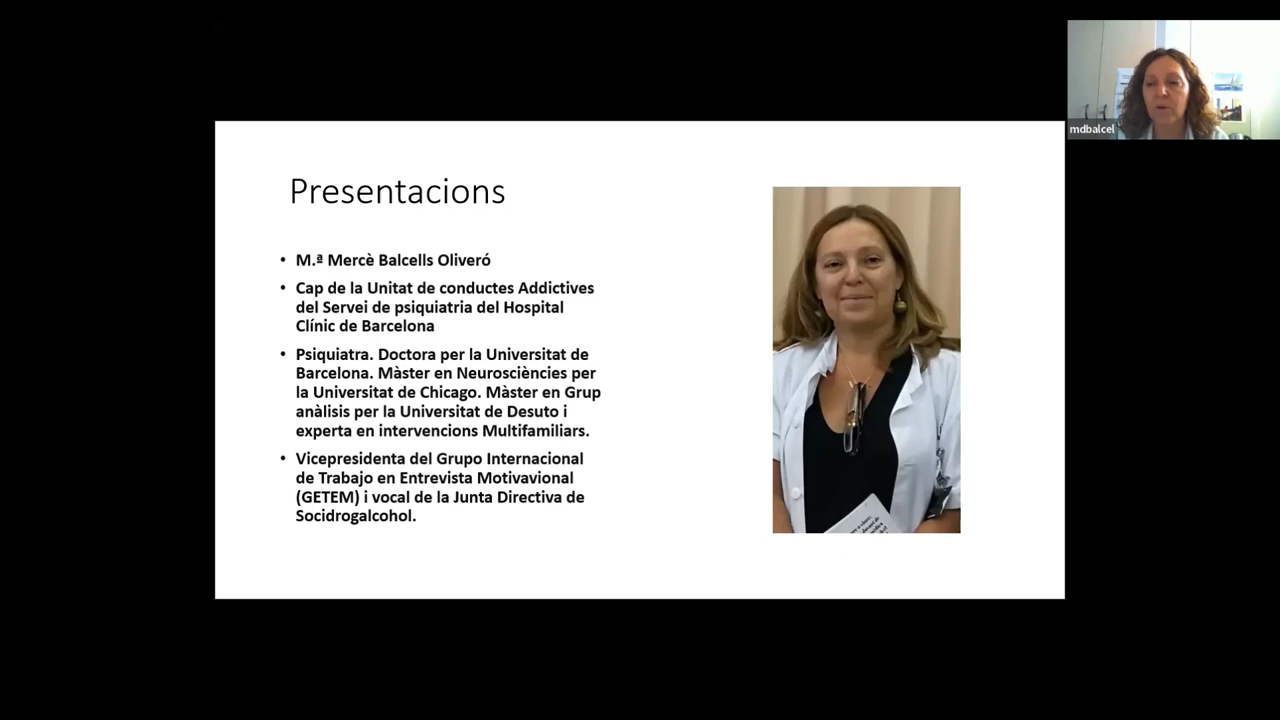 mdbalcel
Presentacions
• M.ª Mercè Balcells Oliveró
• Cap de la Unitat de conductes Addictives
del Servei de psiquiatria del Hospital
Clínic de Barcelona
• Psiquiatra. Doctora per la Universitat de
Barcelona. Màster en Neurosciències per
la Universitat de Chicago. Màster en Grup
anàlisis per la Universitat de Desuto i
experta en intervencions Multifamiliars.
• Vicepresidenta del Grupo Internacional
de Trabajo en Entrevista Motivavional
(GETEM) i vocal de la Junta Directiva de
Socidrogalcohol.